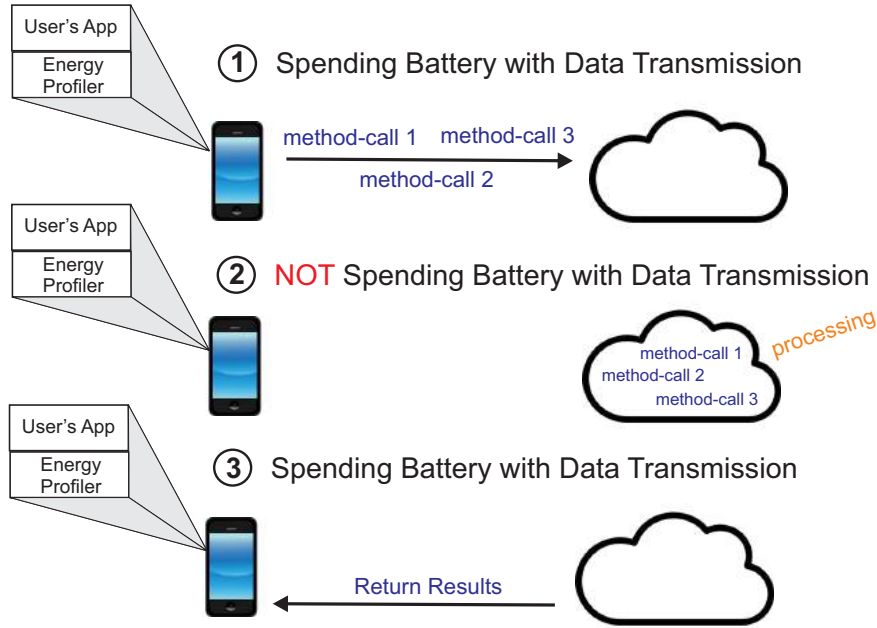 User's App
Energy
Profiler
1 Spending Battery with Data Transmission
method-call 1 method-call 3
method-call 2
User's App
Energy
Profiler
2 NOT Spending Battery with Data Transmission
processing
method-call 1
method-call 2
method-call 3
User's App
Energy
Profiler
3 Spending Battery with Data Transmission
Return Results